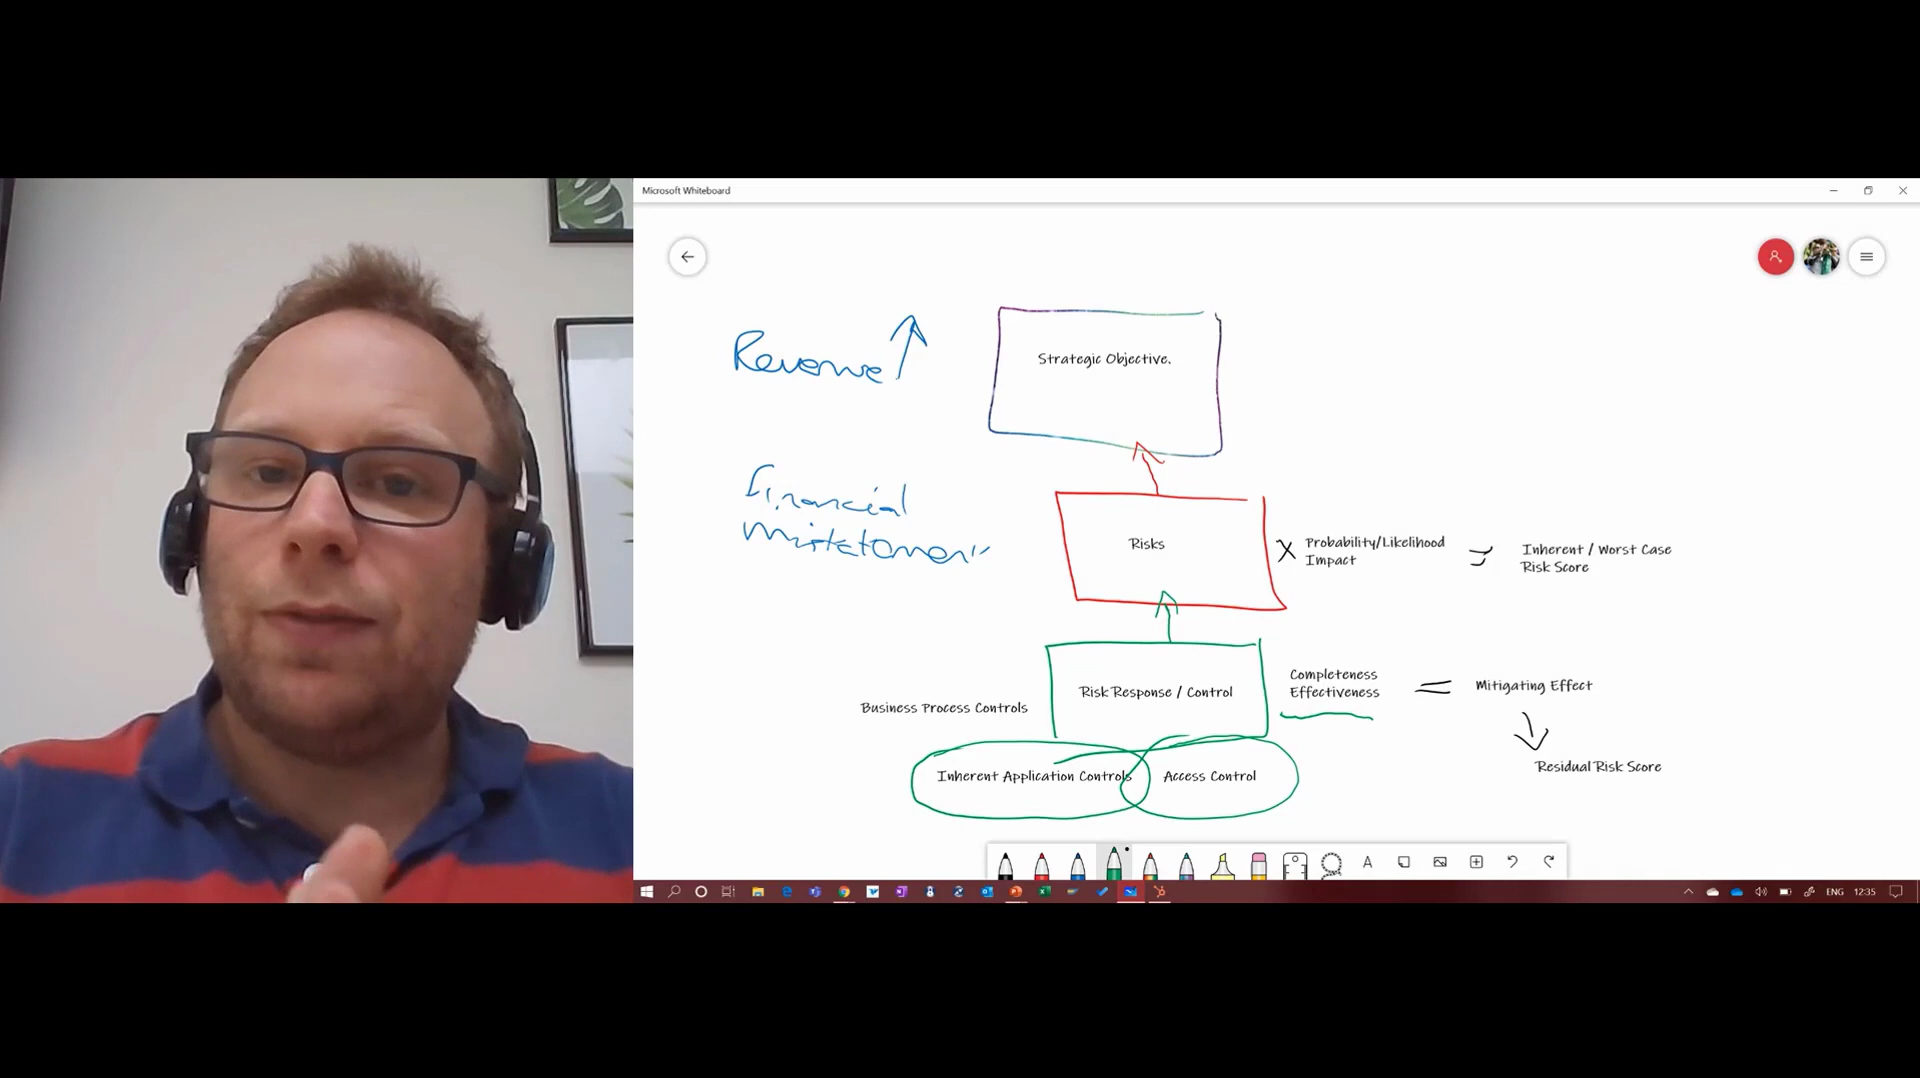 Microsoft Whiteboard
Revenue
Strategic Objective.
Financial
Risks
Probability/Likelihood
Impact
Inherent / Worst Case
Risk Score
Business Process Controls
Risk Response / Control
Completeness
Effectiveness
Mitigating Effect
Residual Risk Score
Inherent Application Controls
Access Control
ENG
12:35